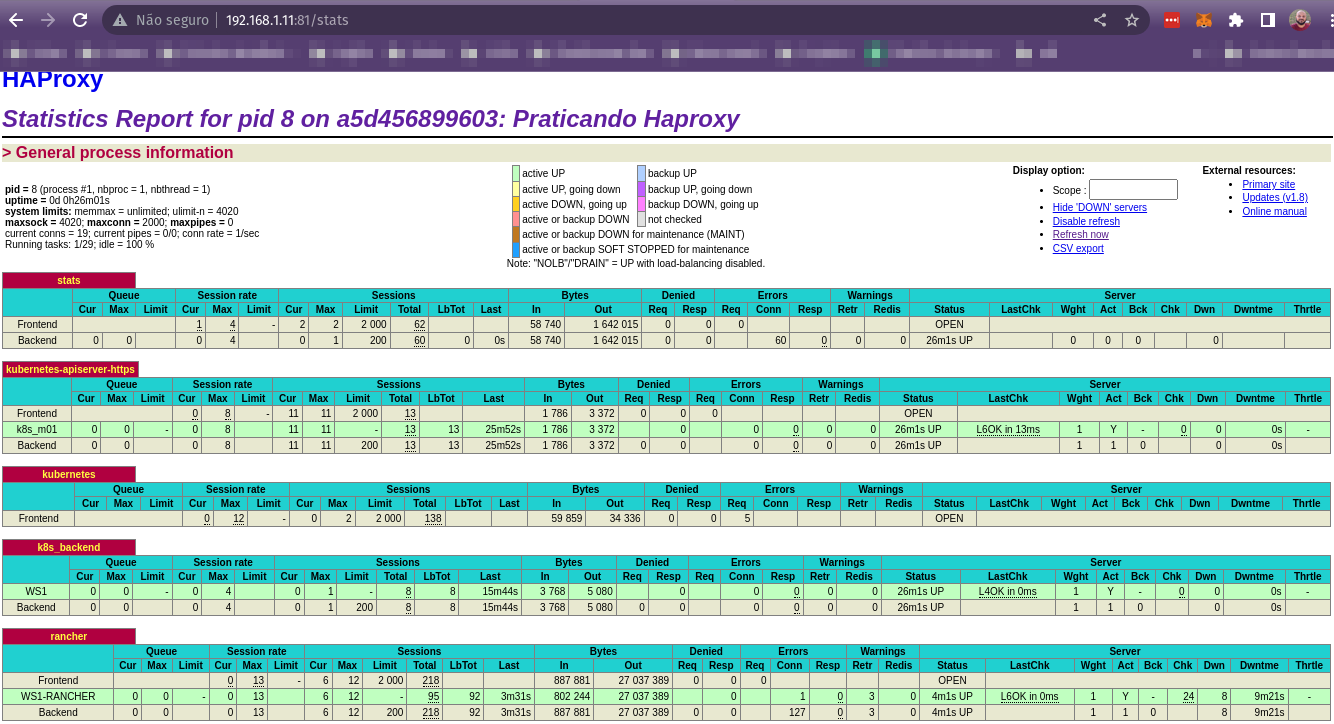 Não seguro 192.168.1.11:81/stats
HAProxy
Statistics Report for pid 8 on a5d456899603: Praticando Haproxy
> General process information
pid = 8 (process #1, nbproc = 1, nbthread = 1)
uptime = 0d 0h26m01s
system limits: memmax = unlimited; ulimit-n = 4020
maxsock = 4020; maxconn = 2000; maxpipes = 0
current conns = 19; current pipes = 0/0; conn rate = 1/sec
Running tasks: 1/29; idle = 100 %
active UP backup UP
active UP, going down backup UP, going down
active DOWN, going up backup DOWN, going up
active or backup DOWN not checked
active or backup DOWN for maintenance (MAINT)
active or backup SOFT STOPPED for maintenance
Note: "NOLB"/"DRAIN" = UP with load-balancing disabled.
Display option:
Scope :
Hide 'DOWN' servers
Disable refresh
Refresh now
CSV export
External resources:
Primary site
Updates (v1.8)
Online manual
stats
Queue Session rate Sessions Bytes Denied Errors Warnings Server
Cur Max Limit Cur Max Limit Cur Max Limit Total LbTot Last In Out Req Resp Req Conn Resp Retr Redis Status LastChk Wght Act Bck Chk Dwn Dwntme Thrtle
Frontend 1 4 - 2 2 2 000 62 58 740 1 642 015 0 0 0 OPEN
Backend 0 0 0 4 0 1 200 60 0 0s 58 740 1 642 015 0 0 60 0 0 0 26m1s UP 0 0 0 0
kubernetes-apiserver-https
Queue Session rate Sessions Bytes Denied Errors Warnings Server
Cur Max Limit Cur Max Limit Cur Max Limit Total LbTot Last In Out Req Resp Req Conn Resp Retr Redis Status LastChk Wght Act Bck Chk Dwn Dwntme Thrtle
Frontend 0 8 - 11 11 2 000 13 1 786 3 372 0 0 0 OPEN
k8s_m01 0 0 - 0 8 11 11 - 13 13 25m52s 1 786 3 372 0 0 0 0 0 26m1s UP L6OK in 13ms 1 Y - 0 0 0s -
Backend 0 0 0 8 11 11 200 13 13 25m52s 1 786 3 372 0 0 0 0 0 0 26m1s UP 1 1 0 0 0s
kubernetes
Queue Session rate Sessions Bytes Denied Errors Warnings Server
Cur Max Limit Cur Max Limit Cur Max Limit Total LbTot Last In Out Req Resp Req Conn Resp Retr Redis Status LastChk Wght Act Bck Chk Dwn Dwntme Thrtle
Frontend 0 12 - 0 2 2 000 138 59 859 34 336 0 0 5 OPEN
k8s_backend
Queue Session rate Sessions Bytes Denied Errors Warnings Server
Cur Max Limit Cur Max Limit Cur Max Limit Total LbTot Last In Out Req Resp Req Conn Resp Retr Redis Status LastChk Wght Act Bck Chk Dwn Dwntme Thrtle
WS1 0 0 - 0 4 0 1 - 8 8 15m44s 3 768 5 080 0 0 0 0 0 26m1s UP L4OK in 0ms 1 Y - 0 0 0s -
Backend 0 0 0 4 0 1 200 8 8 15m44s 3 768 5 080 0 0 0 0 0 0 26m1s UP 1 1 0 0 0s
rancher
Queue Session rate Sessions Bytes Denied Errors Warnings Server
Cur Max Limit Cur Max Limit Cur Max Limit Total LbTot Last In Out Req Resp Req Conn Resp Retr Redis Status LastChk Wght Act Bck Chk Dwn Dwntme Thrtle
Frontend 0 13 - 6 12 2 000 218 887 881 27 037 389 0 0 0 OPEN
WS1-RANCHER 0 0 - 0 13 6 12 - 95 92 3m31s 802 244 27 037 389 0 1 0 3 0 4m1s UP L6OK in 0ms 1 Y - 24 8 9m21s -
Backend 0 0 0 13 6 12 200 218 92 3m31s 887 881 27 037 389 0 0 127 0 3 0 4m1s UP 1 1 0 8 9m21s